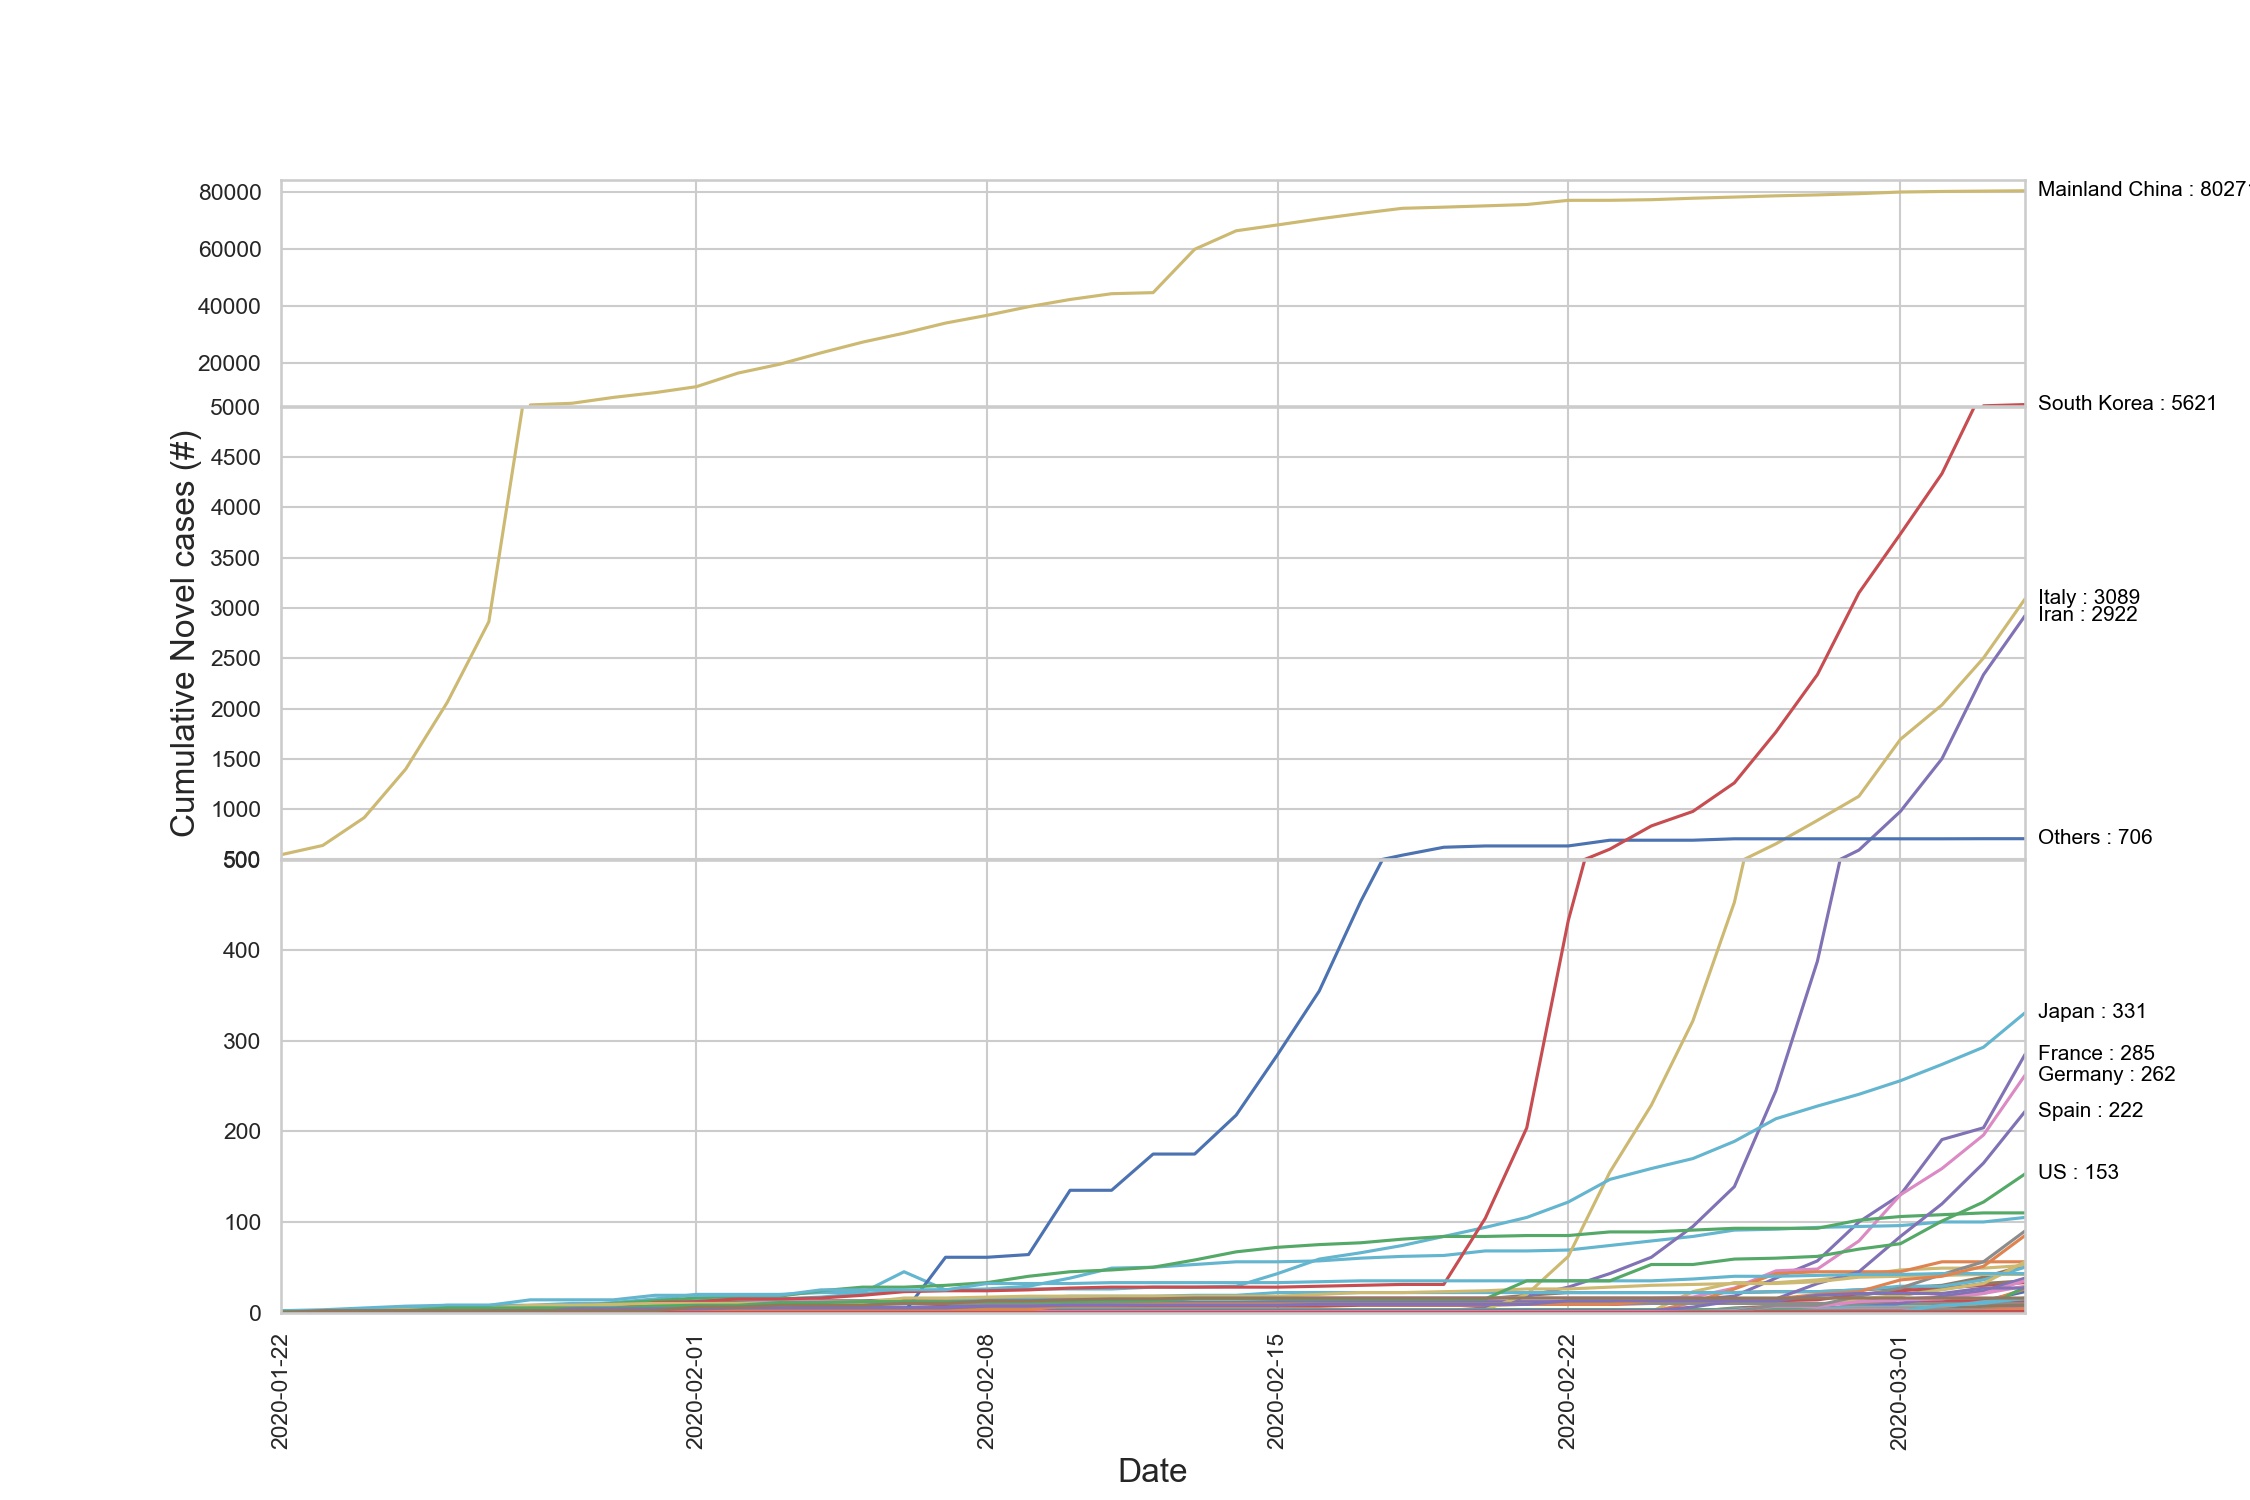 80000
60000
40000
20000
5000
4500
4000
3500
3000
2500
2000
1500
1000
500
400
300
200
100
0
Cumulative Novel cases (#)
Mainland China : 8027
South Korea : 5621
Italy : 3089
Iran : 2922
Others : 706
Japan : 331
France : 285
Germany : 262
Spain : 222
US : 153
2020-01-22
2020-02-01
2020-02-08
2020-02-15
2020-02-22
2020-03-01
Date